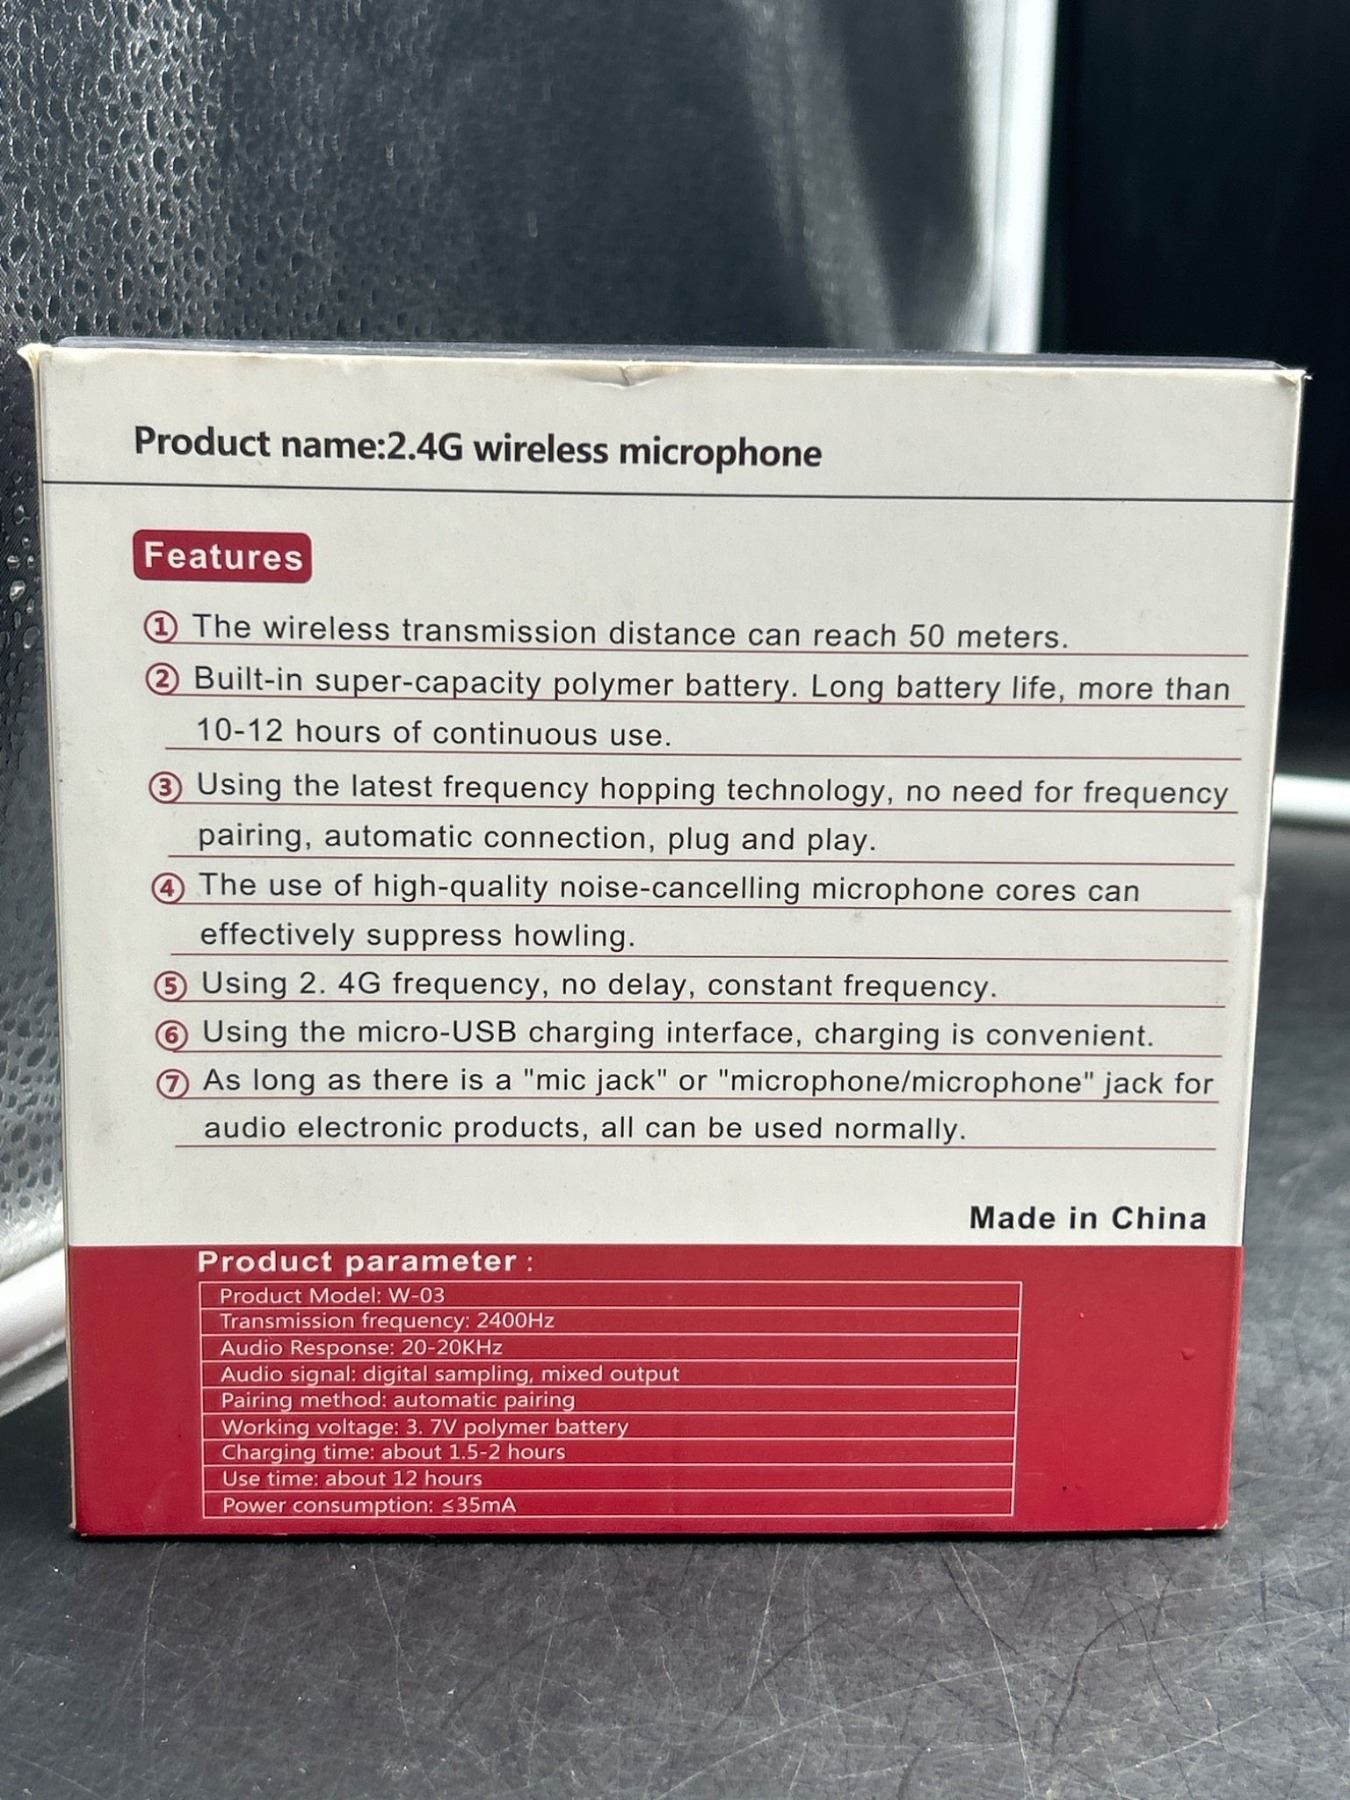 Product name:2.4G wireless microphone
Features
① The wireless transmission distance can reach 50 meters.
② Built-in super-capacity polymer battery. Long battery life, more than
10-12 hours of continuous use.
③ Using the latest frequency hopping technology, no need for frequency
pairing, automatic connection, plug and play.
④ The use of high-quality noise-cancelling microphone cores can
effectively suppress howling.
⑤ Using 2. 4G frequency, no delay, constant frequency.
⑥ Using the micro-USB charging interface, charging is convenient.
⑦ As long as there is a "mic jack" or "microphone/microphone" jack for
audio electronic products, all can be used normally.
Made in China
Product parameter :
Product Model: W-03
Transmission frequency: 2400Hz
Audio Response: 20-20KHz
Audio signal: digital sampling, mixed output
Pairing method: automatic pairing
Working voltage: 3. 7V polymer battery
Charging time: about 1.5-2 hours
Use time: about 12 hours
Power consumption: ≤35mA